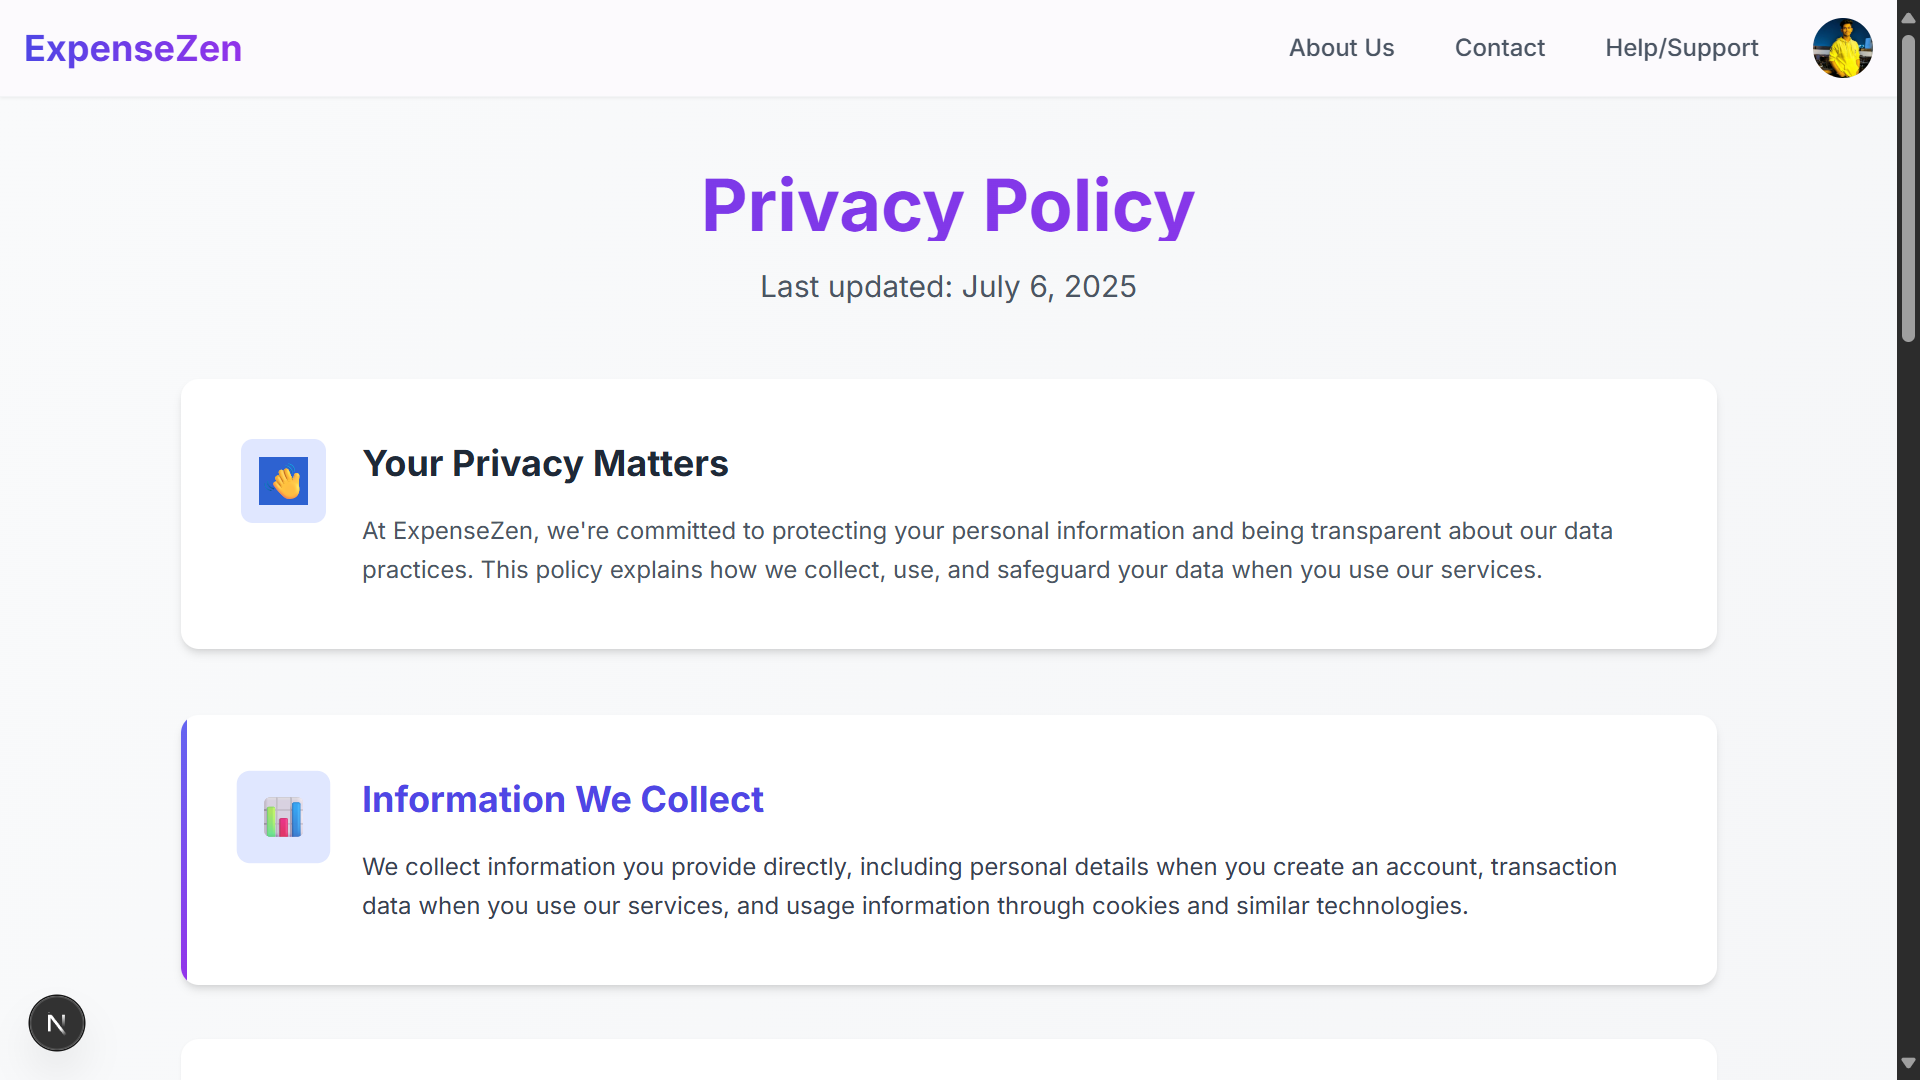 ExpenseZen
About Us
Contact
Help/Support
Privacy Policy
Last updated: July 6, 2025
Your Privacy Matters
At ExpenseZen, we're committed to protecting your personal information and being transparent about our data
practices. This policy explains how we collect, use, and safeguard your data when you use our services.
Information We Collect
We collect information you provide directly, including personal details when you create an account, transaction
data when you use our services, and usage information through cookies and similar technologies.
N